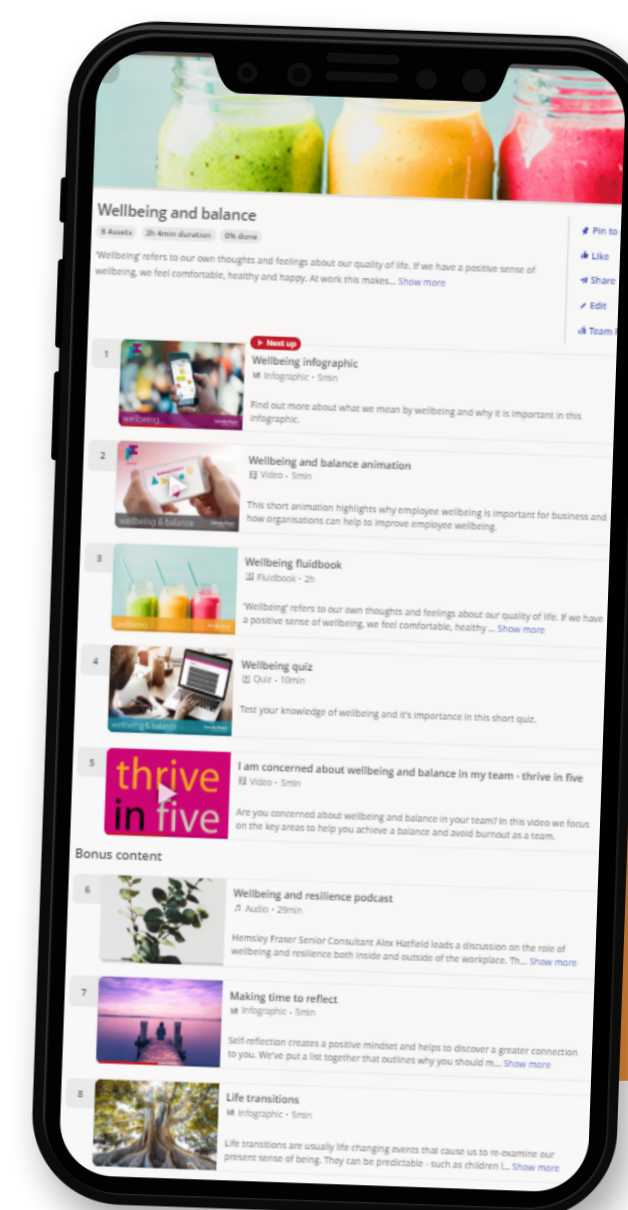 Wellbeing and balance
8 Assets 3h 4min duration 0% done
'Wellbeing' refers to our own thoughts and feelings about our quality of life. If we have a positive sense of
wellbeing, we feel comfortable, healthy and happy. At work this makes... Show more
Pin to
Like
Share
Edit
Team
Next up
1
Wellbeing infographic
Infographic • 5min
Find out more about what we mean by wellbeing and why it is important in this
infographic.
wellbeing
2
Wellbeing and balance animation
Video • 5min
This short animation highlights why employee wellbeing is important for business and
how organisations can help to improve employee wellbeing.
wellbeing & balance
3
Wellbeing fluidbook
Fluidbook • 2h
'Wellbeing' refers to our own thoughts and feelings about our quality of life. If we have
a positive sense of wellbeing, we feel comfortable, healthy ... Show more
wellbeing
4
Wellbeing quiz
Quiz • 10min
Test your knowledge of wellbeing and it's importance in this short quiz.
wellbeing & balance
5
thrive
in five
I am concerned about wellbeing and balance in my team - thrive in five
Video • 5min
Are you concerned about wellbeing and balance in your team? In this video we focus
on the key areas to help you achieve a balance and avoid burnout as a team.
Bonus content
6
Wellbeing and resilience podcast
Audio • 29min
Hemsley Fraser Senior Consultant Alex Hatfield leads a discussion on the role of
wellbeing and resilience both inside and outside of the workplace. Th... Show more
7
Making time to reflect
Infographic • 5min
Self-reflection creates a positive mindset and helps to discover a greater connection
to you. We've put a list together that outlines why you should m... Show more
8
Life transitions
Infographic • 5min
Life transitions are usually life changing events that cause us to re-examine our
present sense of being. They can be predictable - such as children l... Show more